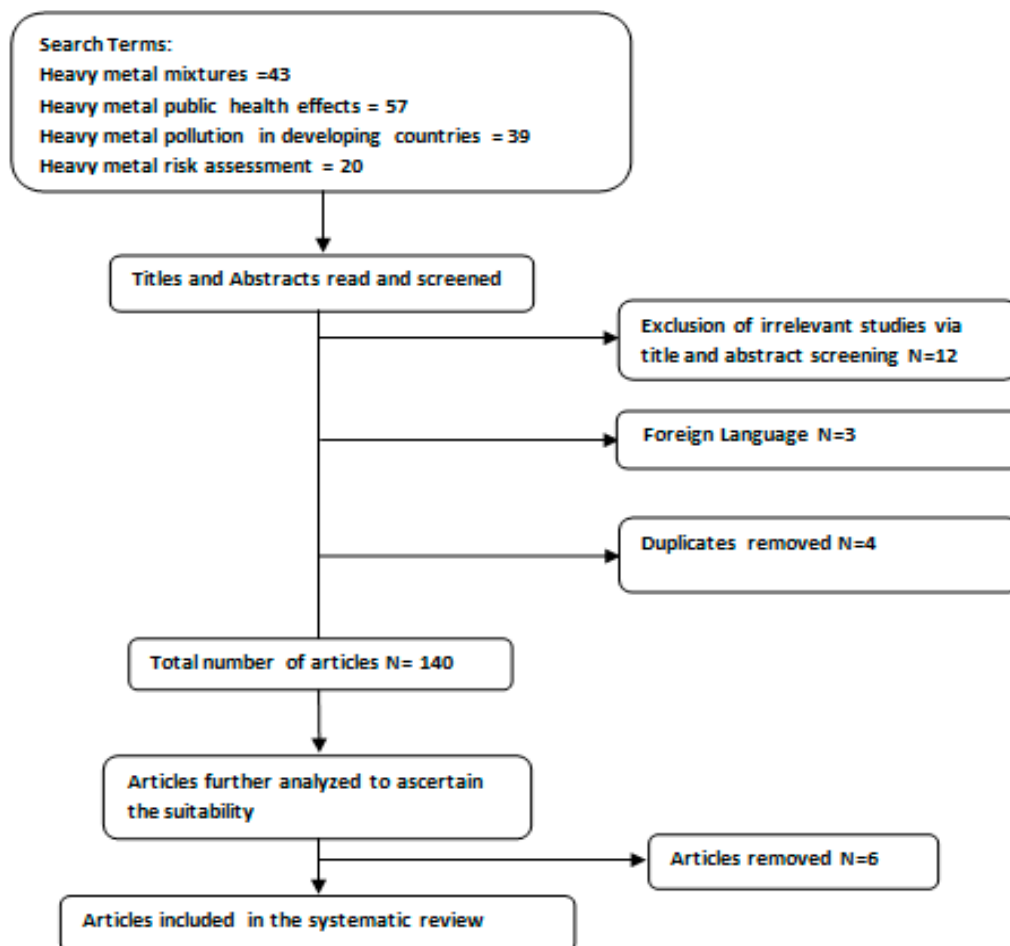 Search Terms:
Heavy metal mixtures =43
Heavy metal public health effects = 57
Heavy metal pollution in developing countries = 39
Heavy metal risk assessment = 20
Titles and Abstracts read and screened
Exclusion of irrelevant studies via
title and abstract screening N=12
Foreign Language N=3
Duplicates removed N=4
Total number of articles N= 140
Articles further analyzed to ascertain
the suitability
Articles removed N=6
Articles included in the systematic review